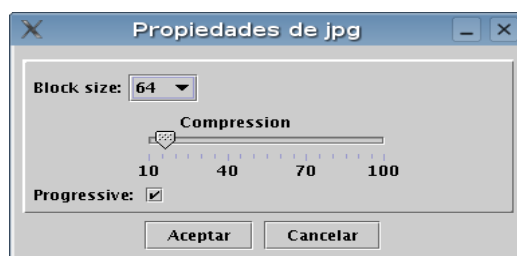 Propiedades de jpg
Block size: 64
Compression
10 40 70 100
Progressive:
Aceptar Cancelar